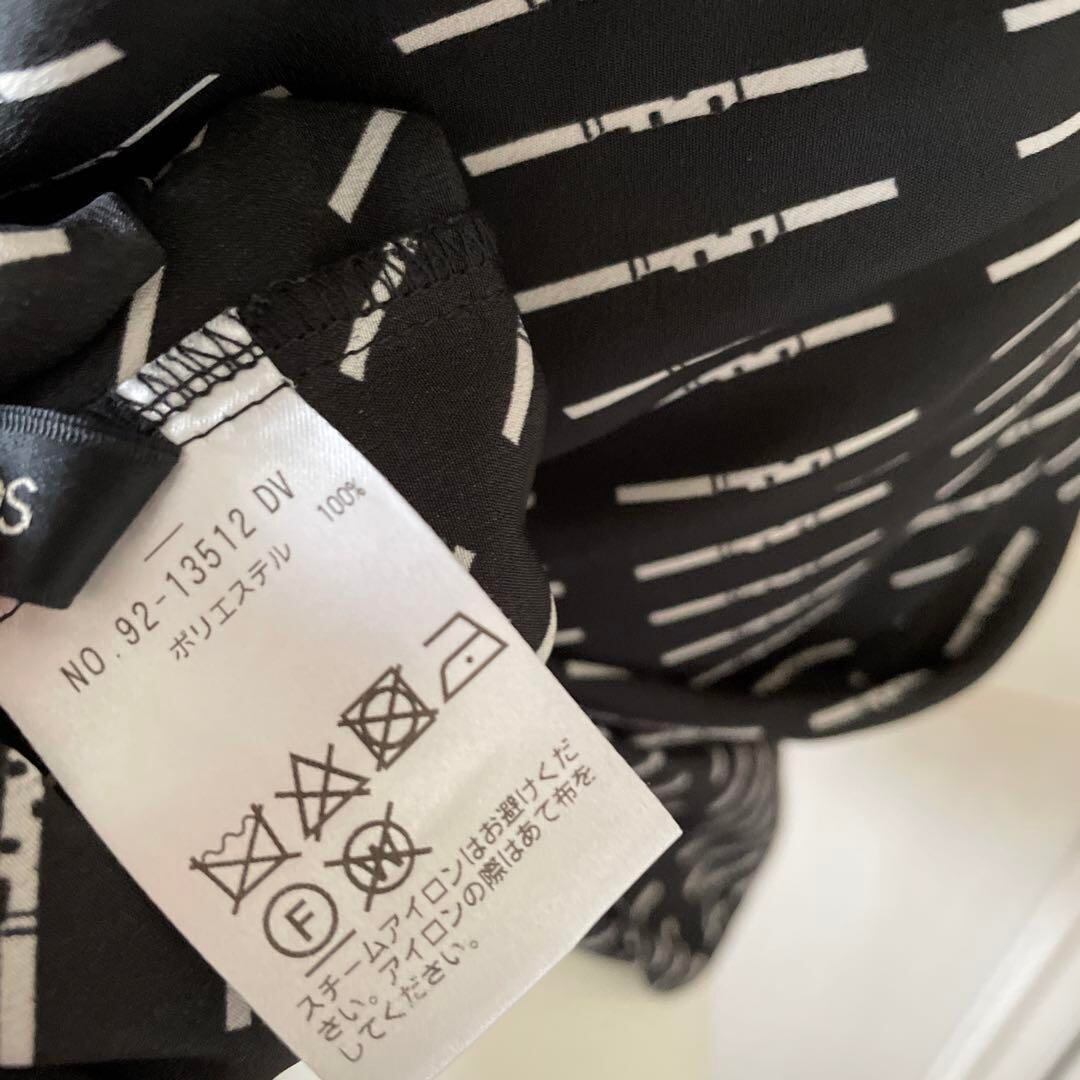 NO.92-13512 DV
ポリエステル 100%
W
F
スチームアイロンはお避けくだ
さい。アイロンの際はあて布を
してください。